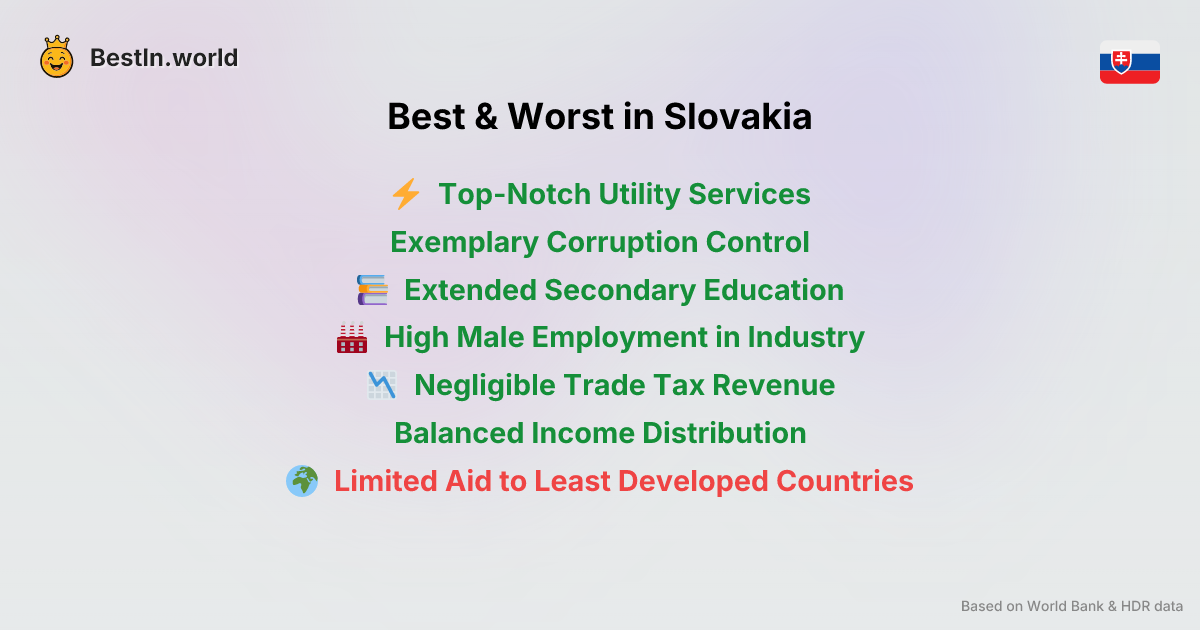 BestIn.world
Best & Worst in Slovakia
Top-Notch Utility Services
Exemplary Corruption Control
Extended Secondary Education
High Male Employment in Industry
Negligible Trade Tax Revenue
Balanced Income Distribution
Limited Aid to Least Developed Countries
Based on World Bank & HDR data